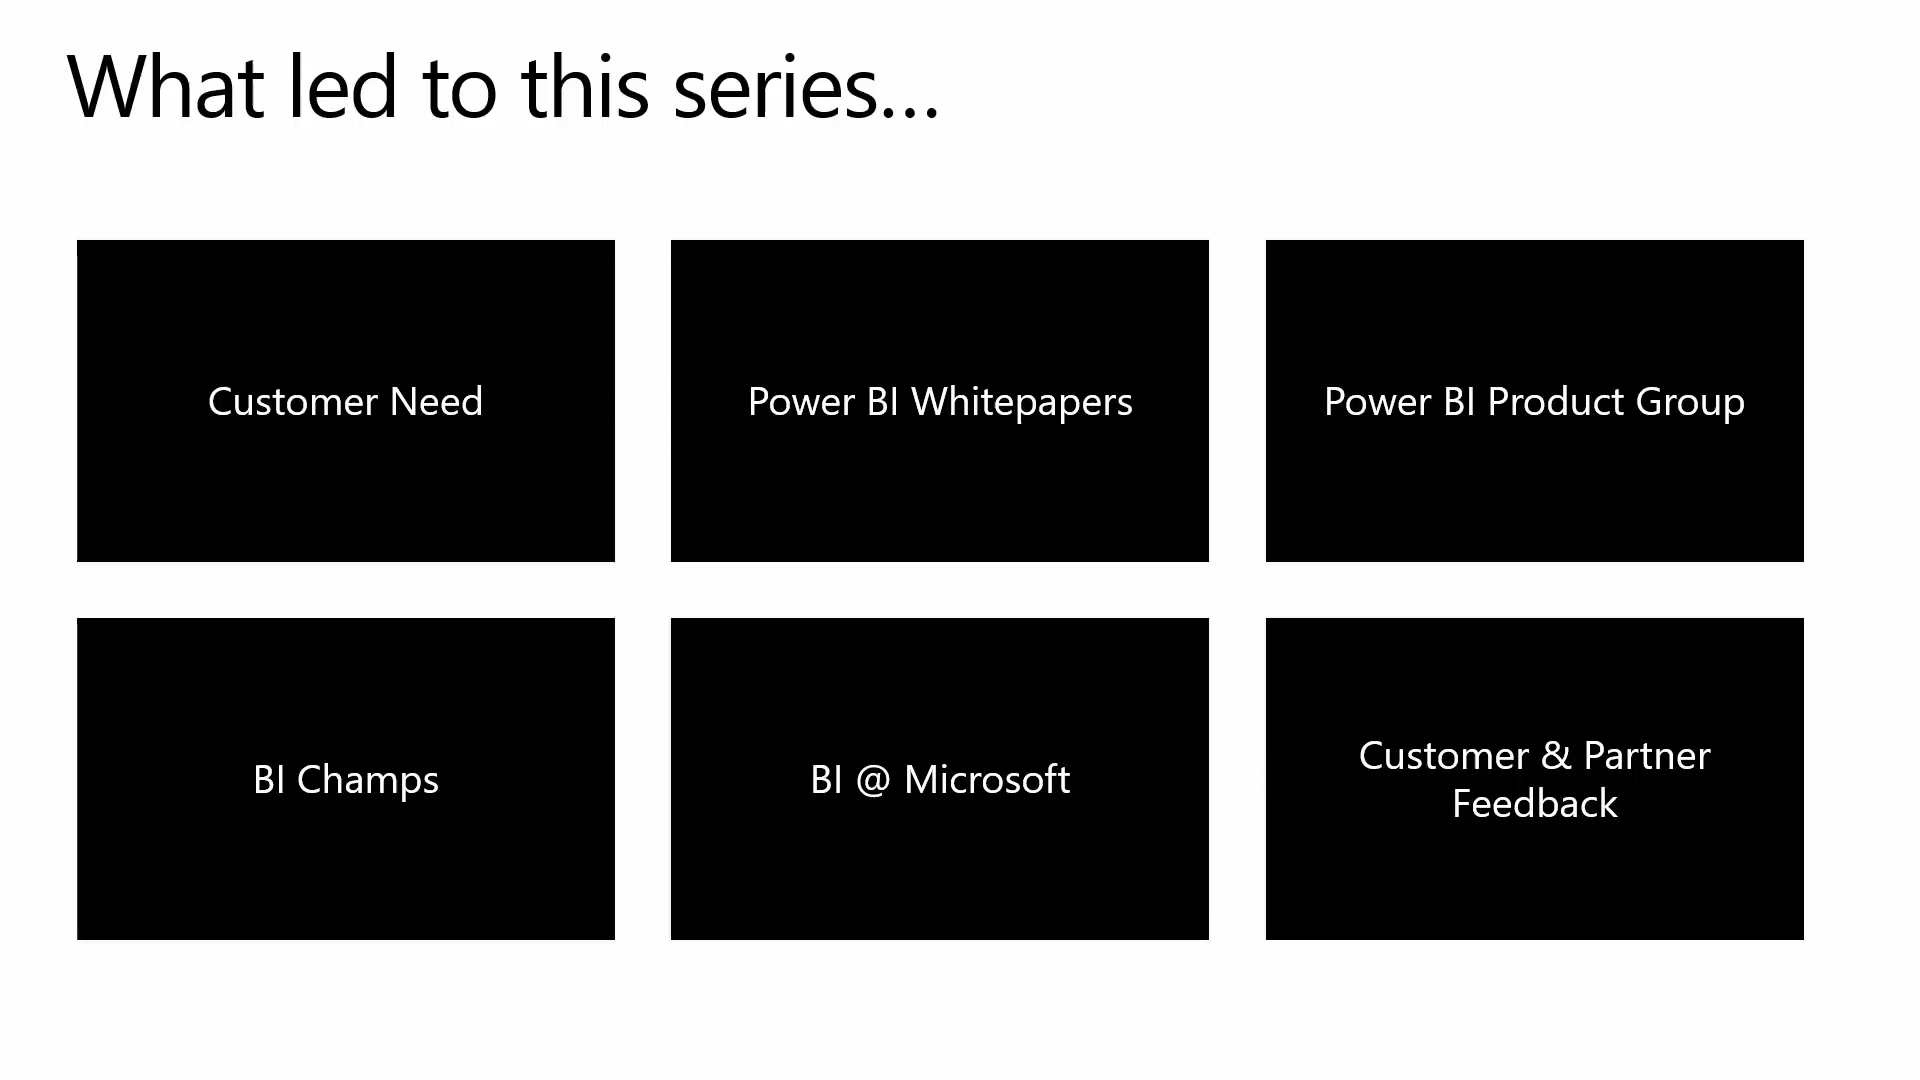 What led to this series...
Customer Need
Power BI Whitepapers
Power BI Product Group
BI Champs
BI @ Microsoft
Customer & Partner
Feedback